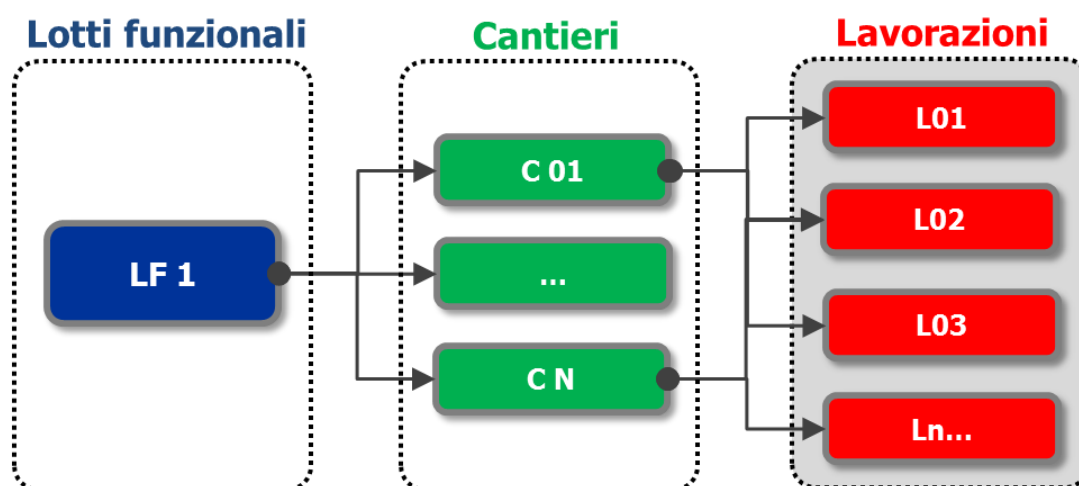 Lotti funzionali
Cantieri
Lavorazioni
LF 1
C 01
...
C N
L01
L02
L03
Ln...